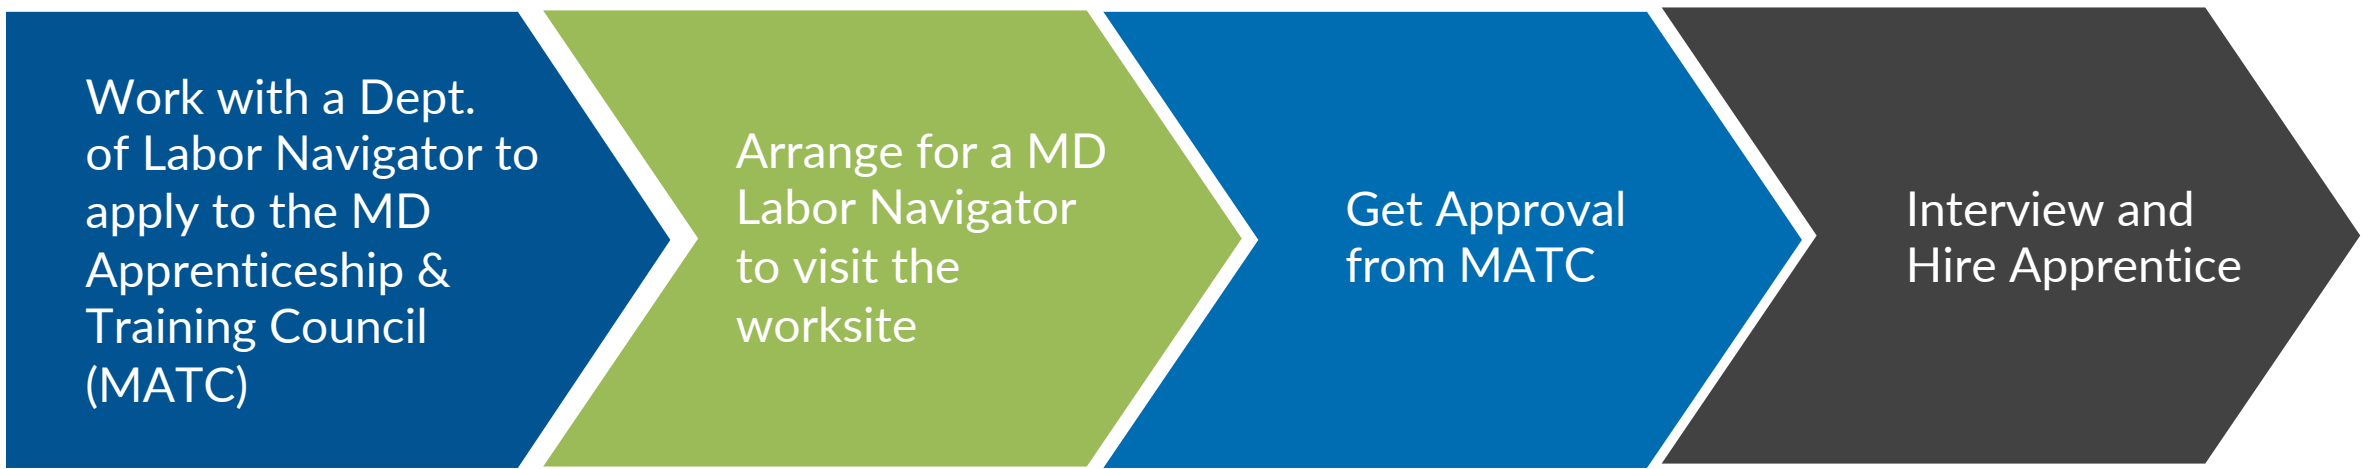 Work with a Dept.
of Labor Navigator to
apply to the MD
Apprenticeship &
Training Council
(MATC)
Arrange for a MD
Labor Navigator
to visit the
worksite
Get Approval
from MATC
Interview and
Hire Apprentice